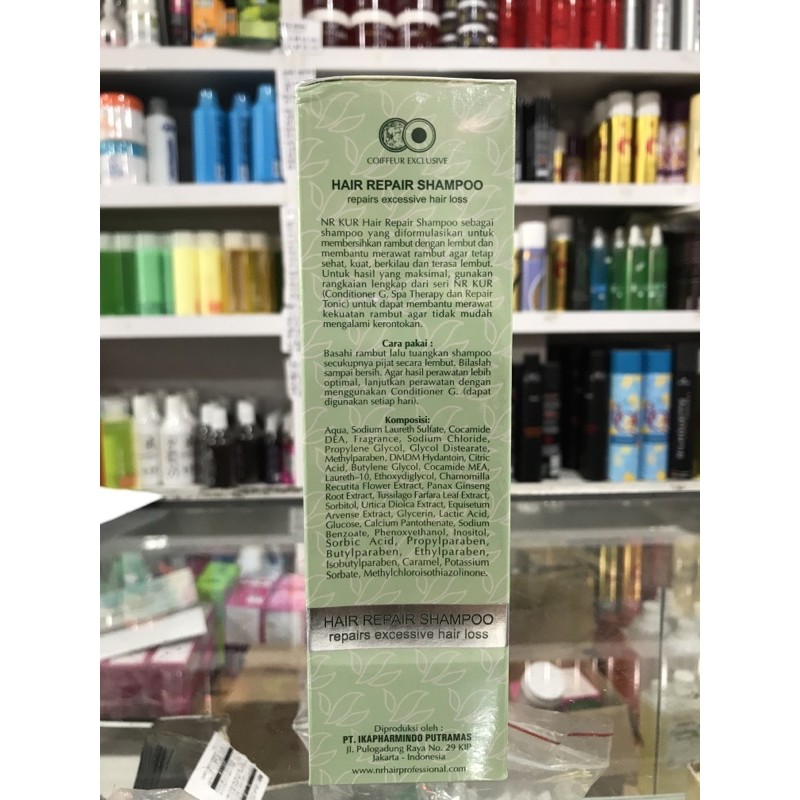 COIFFEUR EXCLUSIVE
HAIR REPAIR SHAMPOO
repairs excessive hair loss
NR KUR Hair Repair Shampoo sebagai
shampoo yang diformulasikan untuk
membersihkan rambut dengan lembut dan
membantu merawat rambut agar tetap
sehat, kuat, berkilau dan terasa lembut.
Untuk hasil yang maksimal, gunakan
rangkaian lengkap dari seri NR KUR
(Conditioner G, Spa Therapy dan Repair
Tonic) untuk dapat membantu merawat
kekuatan rambut agar tidak mudah
mengalami kerontokan.
Cara pakai :
Basahi rambut lalu tuangkan shampoo
secukupnya pijat secara lembut. Bilaslah
sampai bersih. Agar hasil perawatan lebih
optimal, lanjutkan perawatan dengan
menggunakan Conditioner G. (dapat
digunakan setiap hari).
Komposisi:
Aqua, Sodium Laureth Sulfate, Cocamide
DEA, Fragrance, Sodium Chloride,
Propylene Glycol, Glycol Distearate,
Methylparaben, DMDM Hydantoin, Citric
Acid, Butylene Glycol, Cocamide MEA,
Laureth-10, Ethoxydiglycol, Chamomilla
Recutita Flower Extract, Panax Ginseng
Root Extract, Tussilago Farfara Leaf Extract,
Sorbitol, Urtica Dioica Extract, Equisetum
Arvense Extract, Glycerin, Lactic Acid,
Glucose, Calcium Pantothenate, Sodium
Benzoate, Phenoxyethanol, Inositol,
Sorbic Acid, Propylparaben,
Butylparaben, Ethylparaben,
Isobutylparaben, Caramel, Potassium
Sorbate, Methylchloroisothiazolinone.
HAIR REPAIR SHAMPOO
repairs excessive hair loss
Diproduksi oleh :
PT. IKAPHARMINDO PUTRAMAS
Jl. Pulogadung Raya No. 29 KIP
Jakarta - Indonesia
www.nrhairprofessional.com